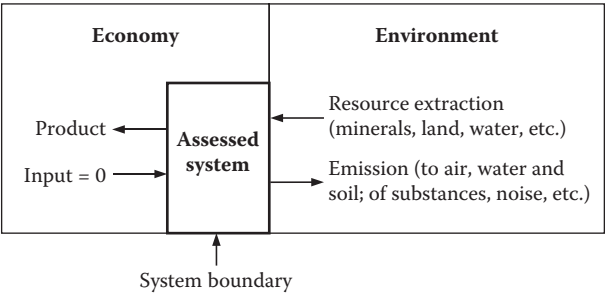 Economy
Environment
Product
Input = 0
Assessed
system
Resource extraction
(minerals, land, water, etc.)
Emission (to air, water and
soil; of substances, noise, etc.)
System boundary